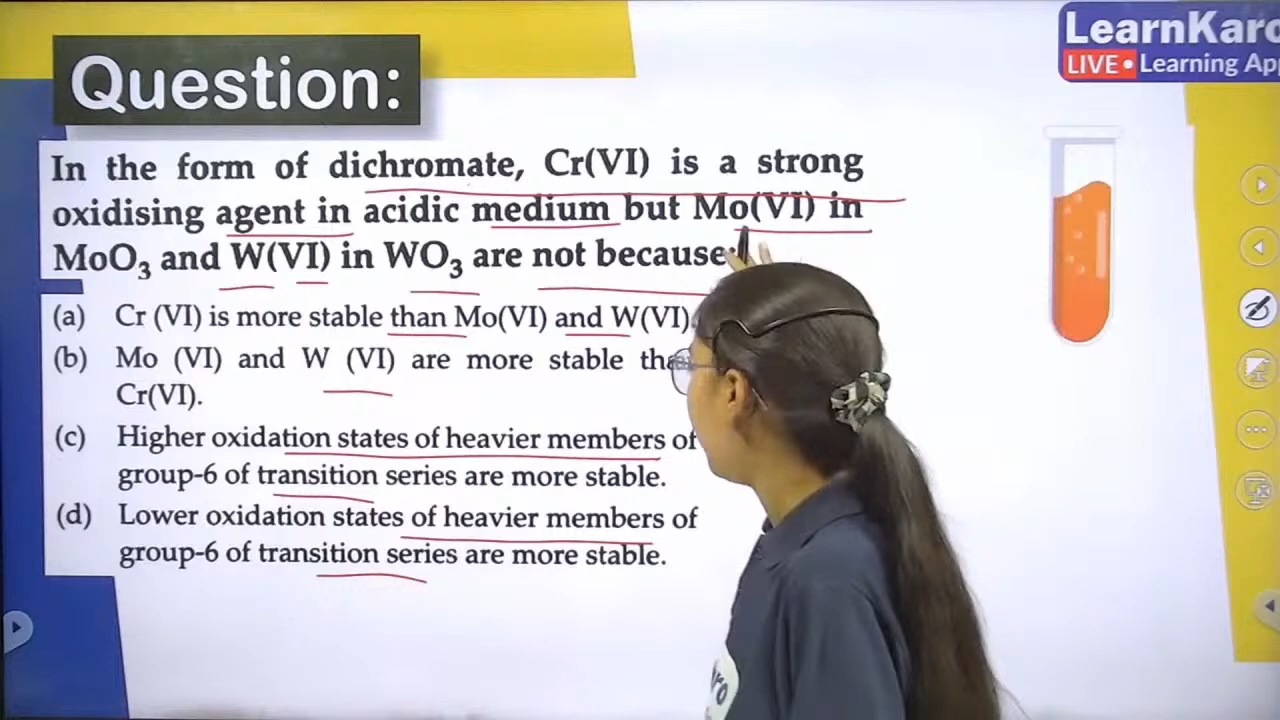 LearnKaro
LIVE • Learning App
Question:
In the form of dichromate, Cr(VI) is a strong
oxidising agent in acidic medium but Mo(VI) in
MoO₃ and W(VI) in WO₃ are not because
(a) Cr (VI) is more stable than Mo(VI) and W(VI).
(b) Mo (VI) and W (VI) are more stable
Cr(VI).
(c) Higher oxidation states of heavier members of
group-6 of transition series are more stable.
(d) Lower oxidation states of heavier members of
group-6 of transition series are more stable.